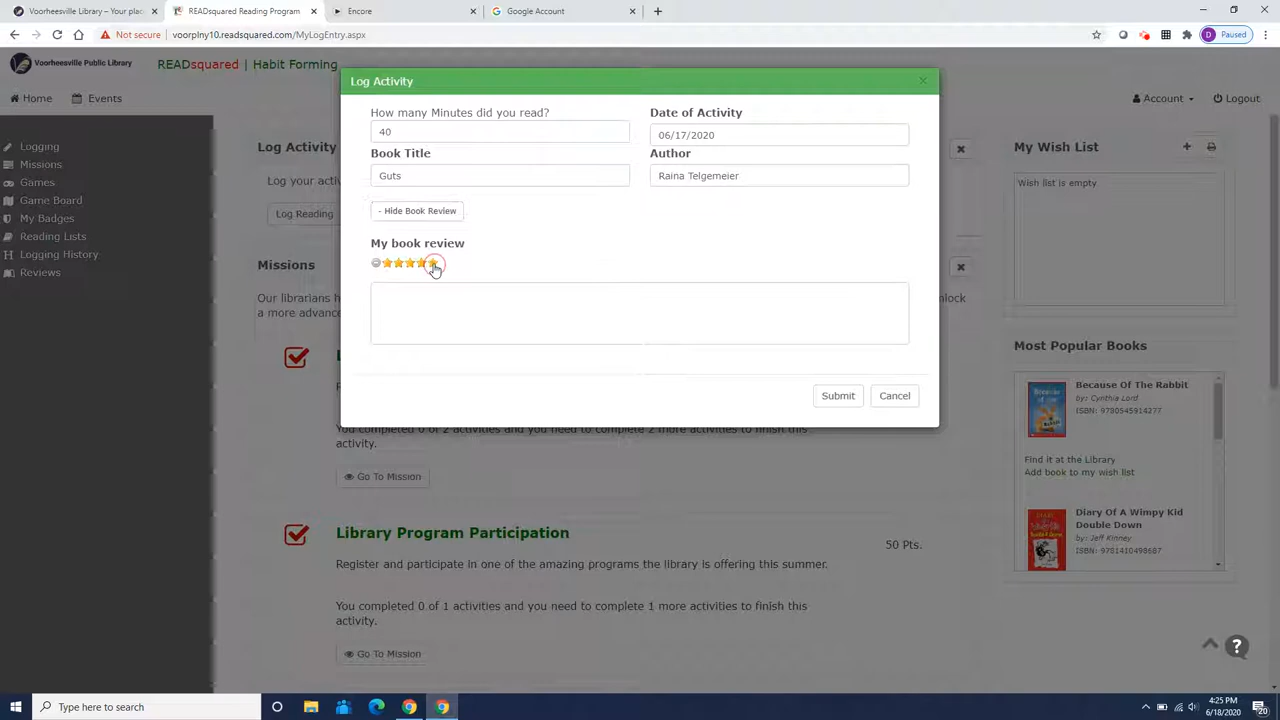 Voorheesville Library – Your plac
READsquared Reading Program
Encore
Google Account
Not secure
voorplny10.readsquared.com/MyLogEntry.aspx
D Paused
Voorheesville Public Library
READsquared | Habit Forming
Home
Events
Account
Logout
Logging
Missions
Games
Game Board
My Badges
Reading Lists
Logging History
Reviews
Log Activity
Log your activ
Log Reading
Missions
Our librarians h
nlock
a more advance
Log Activity
How many Minutes did you read?
Date of Activity
40
06/17/2020
Book Title
Author
Guts
Raina Telgemeier
- Hide Book Review
My book review
Submit
Cancel
You completed 0 of 2 activities and you need to complete 2 more activities to finish this
activity.
Go To Mission
Library Program Participation
50 Pts.
Register and participate in one of the amazing programs the library is offering this summer.
You completed 0 of 1 activities and you need to complete 1 more activities to finish this
activity.
Go To Mission
My Wish List
Wish list is empty
Most Popular Books
Because Of The Rabbit
by: Cynthia Lord
ISBN: 9780545914277
Find it at the Library
Add book to my wish list
Diary Of A Wimpy Kid
Double Down
by: Jeff Kinney
ISBN: 9781410498687
?
Type here to search
4:25 PM
6/18/2020
20